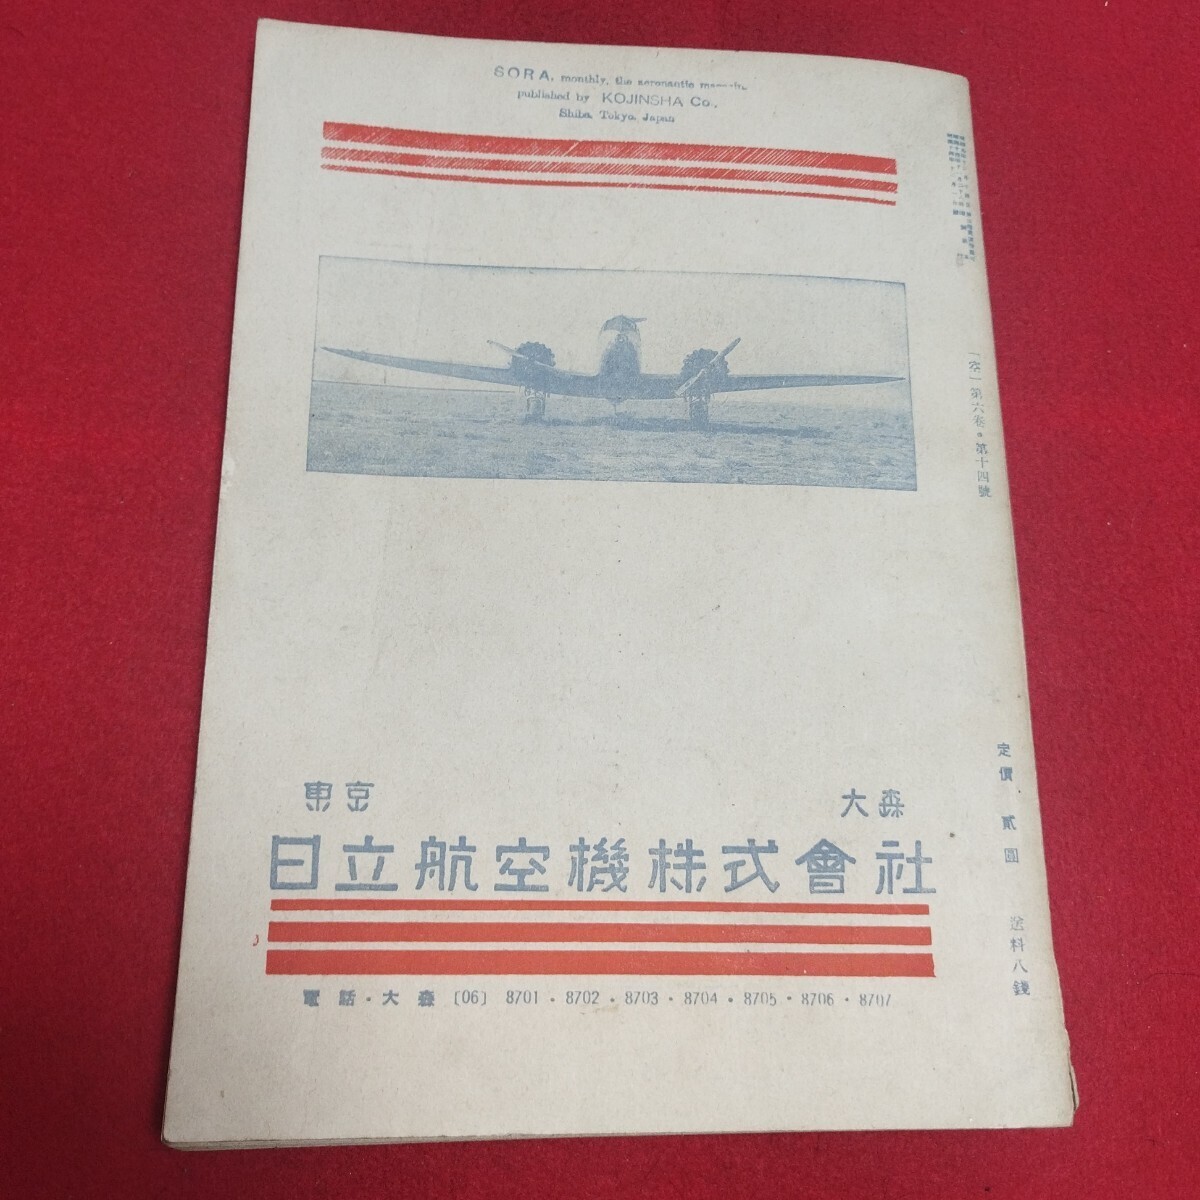 SORA, monthly, the aeronautic
published by KOJINSHA Co.,
Shiba, Tokyo, Japan
「空」第六巻・第十四號
定價 貳圓 送料八錢
東京 大森
日立航空機株式會社
電話・大森〔06〕8701・8702・8703・8704・8705・8706・8707